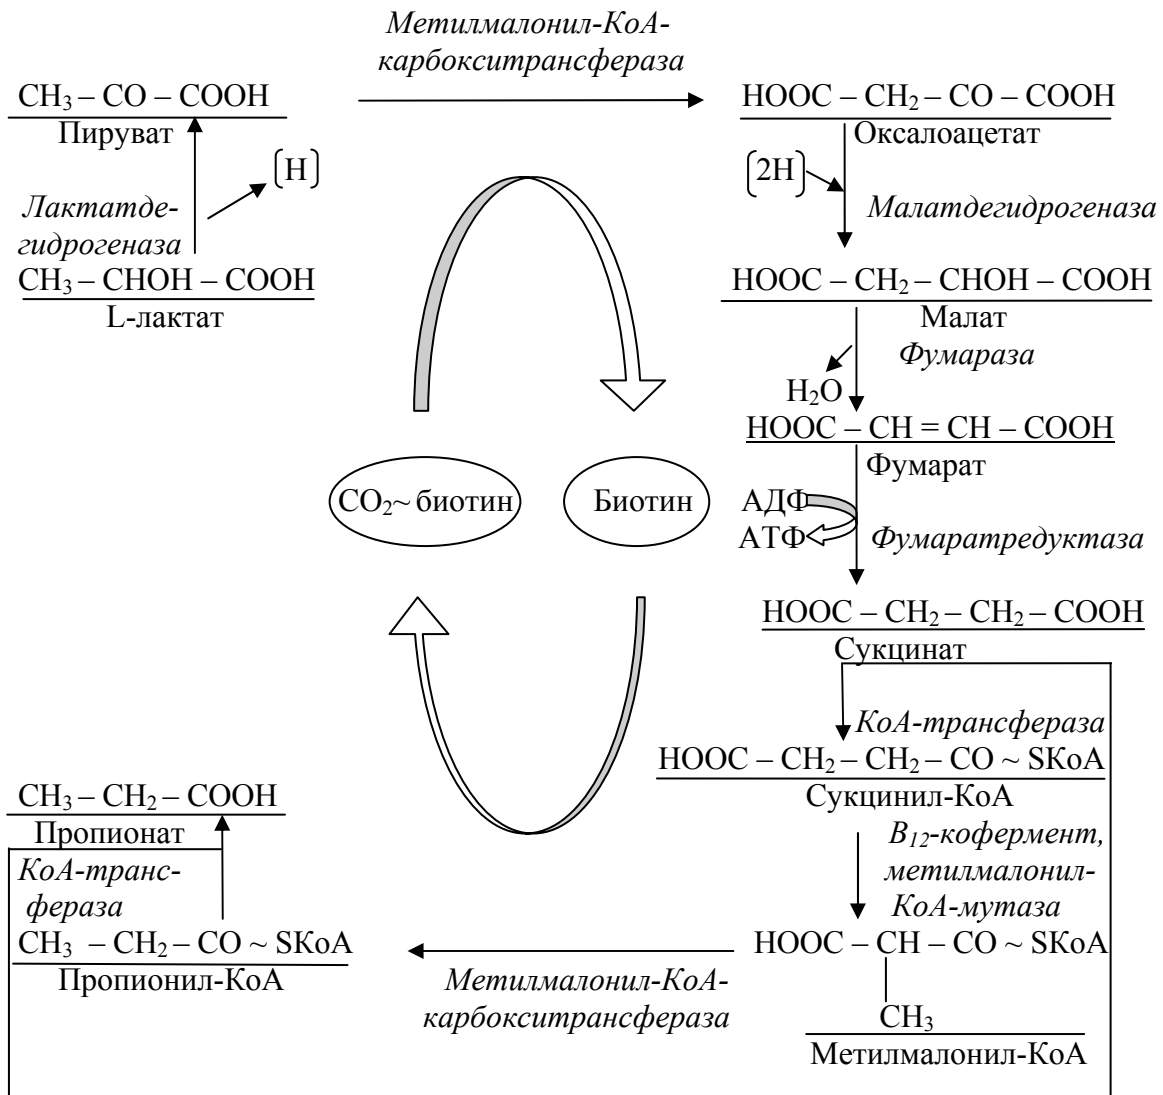 Метилмалонил-КоА-
карбокситрансфераза
CH₃ – CO – COOH
Пируват
HOOC – CH₂ – CO – COOH
Оксалоацетат
[H]
[2H]
Лактатде-
гидрогеназа
Малатдегидрогеназа
CH₃ – CHOH – COOH
L-лактат
HOOC – CH₂ – CHOH – COOH
Малат
Фумараза
H₂O
HOOC – CH = CH – COOH
Фумарат
CO₂~ биотин
Биотин
АДФ
АТФ
Фумаратредуктаза
HOOC – CH₂ – CH₂ – COOH
Сукцинат
КоА-трансфераза
HOOC – CH₂ – CH₂ – CO ~ SКоА
Сукцинил-КоА
CH₃ – CH₂ – COOH
Пропионат
КоА-транс-
фераза
В₁₂-кофермент,
метилмалонил-
КоА-мутаза
CH₃ – CH₂ – CO ~ SКоА
Пропионил-КоА
HOOC – CH – CO ~ SКоА
Метилмалонил-КоА-
карбокситрансфераза
CH₃
Метилмалонил-КоА